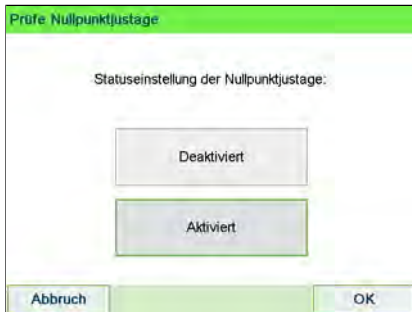 Prüfe Nullpunktjustage
Statuseinstellung der Nullpunktjustage:
Deaktiviert
Aktiviert
Abbruch
OK